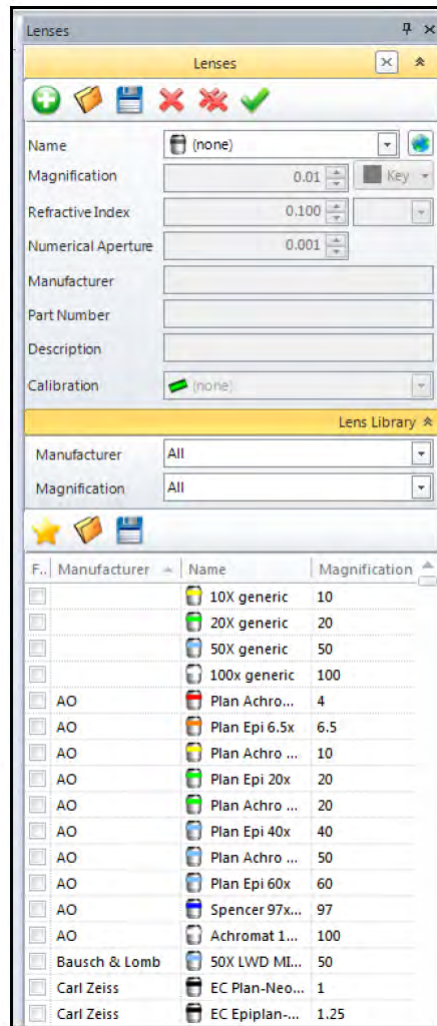 Lenses
Lenses
Name (none)
Magnification 0.01 Key
Refractive Index 0.100
Numerical Aperture 0.001
Manufacturer
Part Number
Description
Calibration (none)
Lens Library
Manufacturer All
Magnification All
F.. Manufacturer Name Magnification
10X generic 10
20X generic 20
50X generic 50
100x generic 100
AO Plan Achro... 4
AO Plan Epi 6.5x 6.5
AO Plan Achro ... 10
AO Plan Epi 20x 20
AO Plan Achro ... 20
AO Plan Epi 40x 40
AO Plan Achro ... 50
AO Plan Epi 60x 60
AO Spencer 97x... 97
AO Achromat 1... 100
Bausch & Lomb 50X LWD MI... 50
Carl Zeiss EC Plan-Neo... 1
Carl Zeiss EC Epiplan-... 1.25